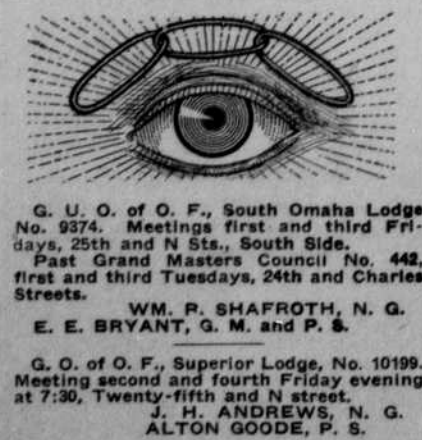 G. U. O. of O. F., South Omaha Lodge
No. 9374. Meetings first and third Fri-
days, 25th and N Sts., South Side.
Past Grand Masters Council No. 442,
first and third Tuesdays, 24th and Charles
Streets.
WM. P. SHAFROTH, N. G.
E. E. BRYANT, G. M. and P. S.
G. O. of O. F., Superior Lodge, No. 10199.
Meeting second and fourth Friday evening
at 7:30, Twenty-fifth and N street.
J. H. ANDREWS, N. G.
ALTON GOODE, P. S.